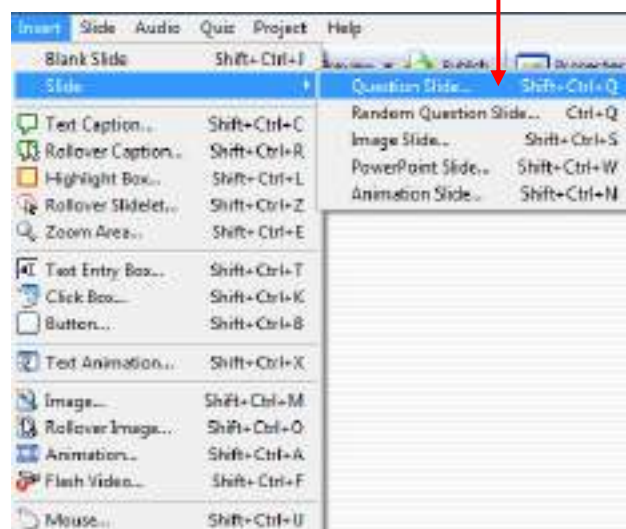 Insert Slide Audio Quiz Project Help
Blank Slide Shift+Ctrl+J
Publish Properties
Slide
Question Slide... Shift+Ctrl+Q
Random Question Slide... Ctrl+Q
Image Slide... Shift+Ctrl+S
PowerPoint Slide... Shift+Ctrl+W
Animation Slide... Shift+Ctrl+N
Text Caption... Shift+Ctrl+C
Rollover Caption... Shift+Ctrl+R
Highlight Box... Shift+Ctrl+L
Rollover Slidelet... Shift+Ctrl+Z
Zoom Area... Shift+Ctrl+E
Text Entry Box... Shift+Ctrl+T
Click Box... Shift+Ctrl+K
Button... Shift+Ctrl+B
Text Animation... Shift+Ctrl+X
Image... Shift+Ctrl+M
Rollover Image... Shift+Ctrl+O
Animation... Shift+Ctrl+A
Flash Video... Shift+Ctrl+F
Mouse... Shift+Ctrl+U